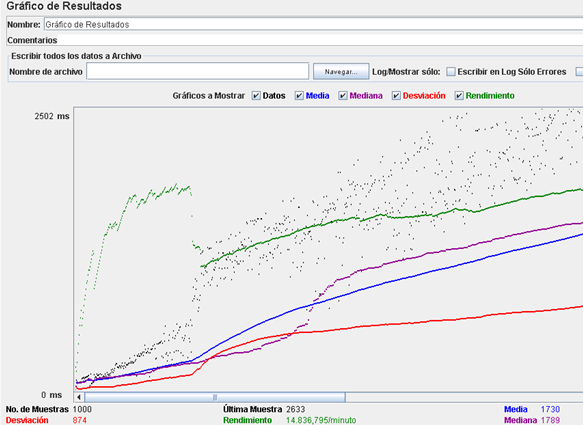 Gráfico de Resultados
Nombre: Gráfico de Resultados
Comentarios
Escribir todos los datos a Archivo
Nombre de archivo Navegar... Log/Mostrar sólo: Escribir en Log Sólo Errores
Gráficos a Mostrar Datos Media Mediana Desviación Rendimiento
2502 ms
0 ms
No. de Muestras 1000 Última Muestra 2633 Media 1730
Desviación 874 Rendimiento 14.836,795/minuto Mediana 1789